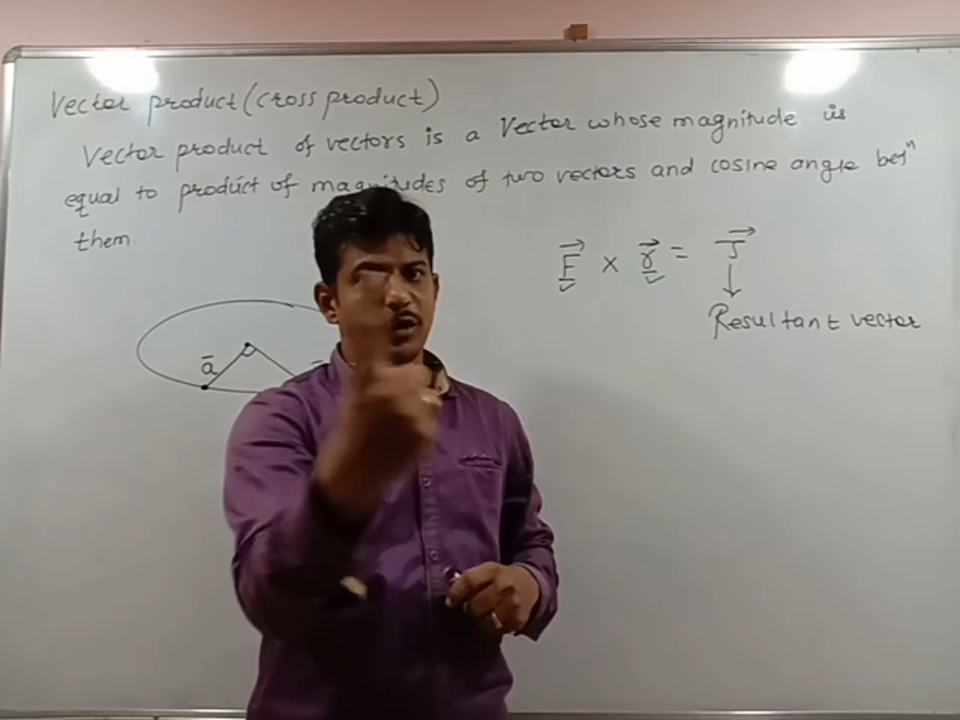 Vector product (cross product)
Vector product of vectors is a vector whose magnitude is
equal to product of magnitudes of two vectors and cosine angle betⁿ
them.
F⃗ × r⃗ = J⃗
Resultant vector
a̅